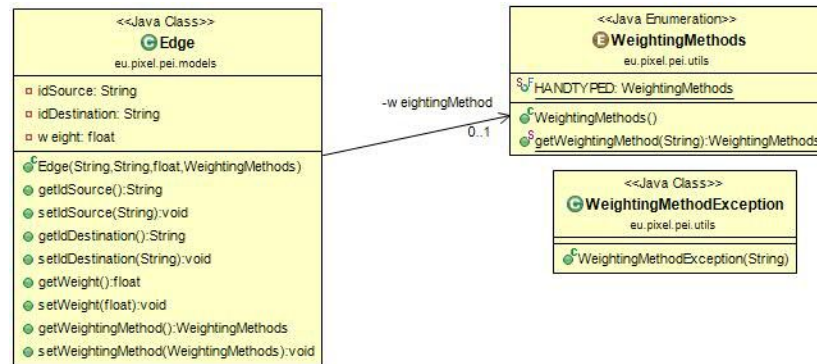 <<Java Class>>
Edge
eu.pixel.pei.models
idSource: String
idDestination: String
w eight: float
Edge(String,String,float,WeightingMethods)
getIdSource():String
setIdSource(String):void
getIdDestination():String
setIdDestination(String):void
getWeight():float
setWeight(float):void
getWeightingMethod():WeightingMethods
setWeightingMethod(WeightingMethods):void
-w eightingMethod
0..1
<<Java Enumeration>>
WeightingMethods
eu.pixel.pei.utils
HANDTYPED: WeightingMethods
WeightingMethods()
getWeightingMethod(String):WeightingMethods
<<Java Class>>
WeightingMethodException
eu.pixel.pei.utils
WeightingMethodException(String)